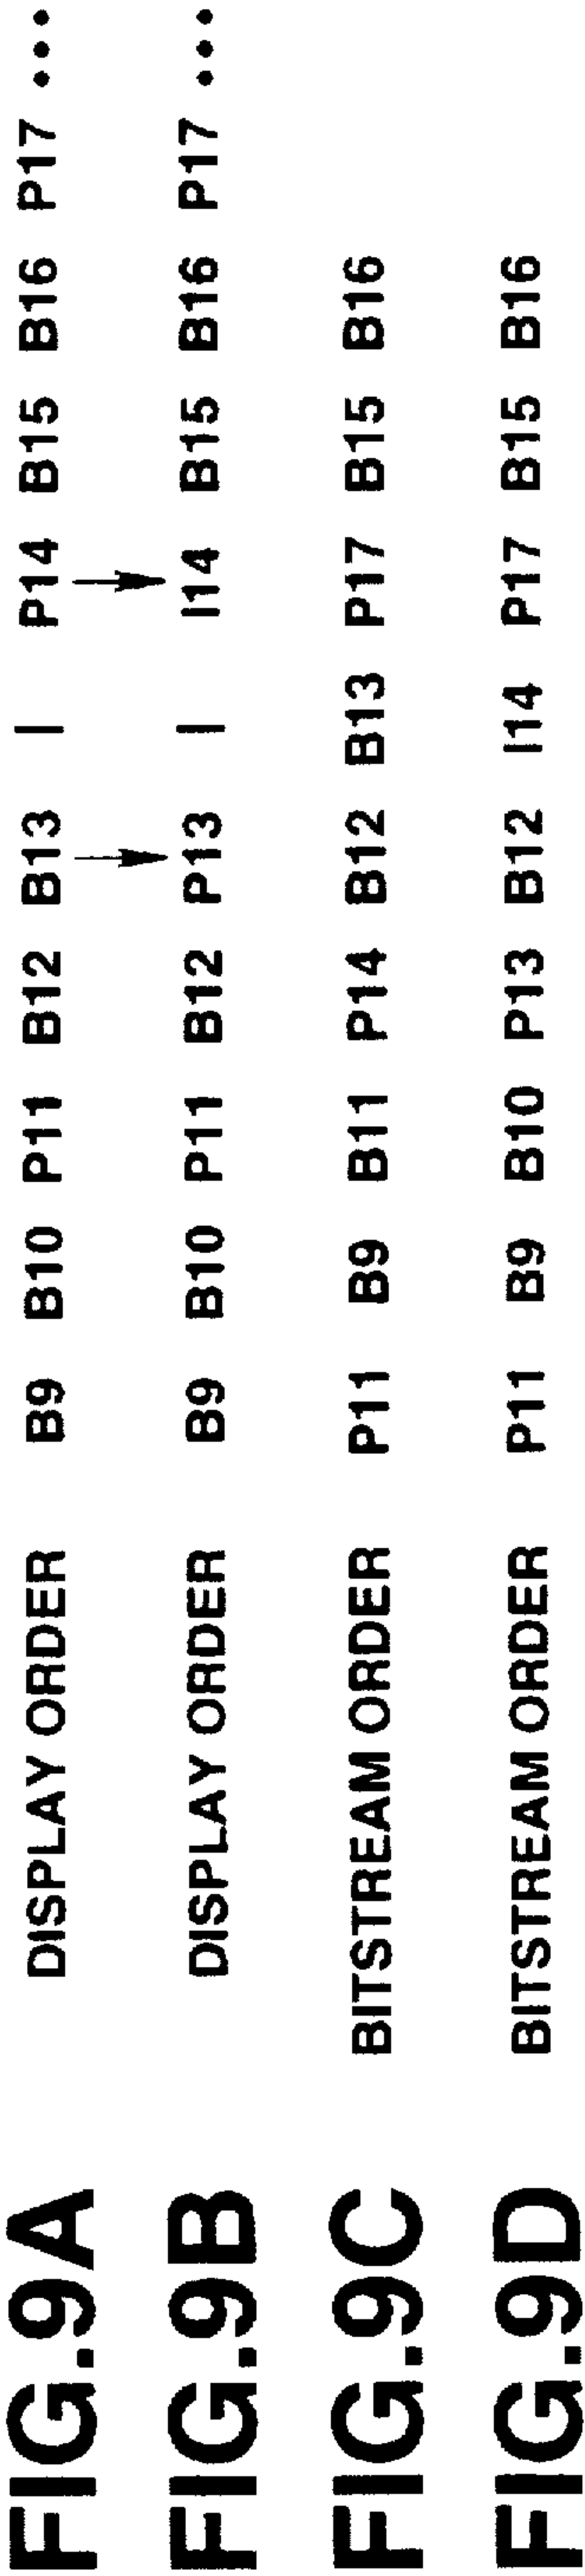 FIG.9A DISPLAY ORDER B9 B10 P11 B12 B13 | P14 B15 B16 P17 •••
FIG.9B DISPLAY ORDER B9 B10 P11 B12 P13 | I14 B15 B16 P17 •••
FIG.9C BITSTREAM ORDER P11 B9 B11 P14 B12 B13 P17 B15 B16
FIG.9D BITSTREAM ORDER P11 B9 B10 P13 B12 I14 P17 B15 B16